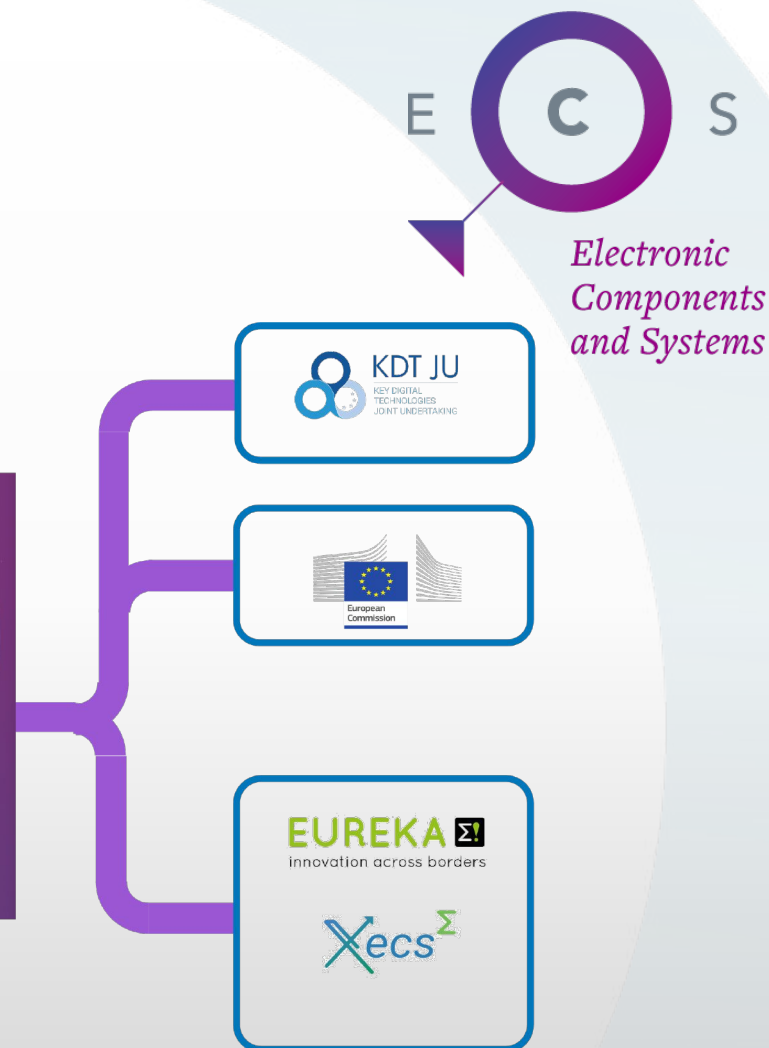 E C S
Electronic
Components
and Systems
KDT JU
KEY DIGITAL
TECHNOLOGIES
JOINT UNDERTAKING
European
Commission
EUREKA Σ!
innovation across borders
Xecs Σ